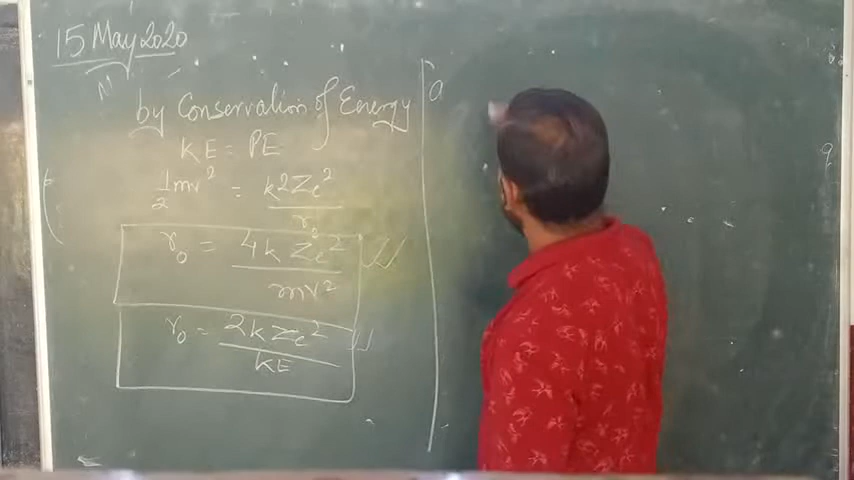 15 May 2020
by Conservation of Energy
KE = PE
1/2 mv² = k2Ze²/r₀
r₀ = 4kZe²/mv²
r₀ = 2kZe²/KE
a